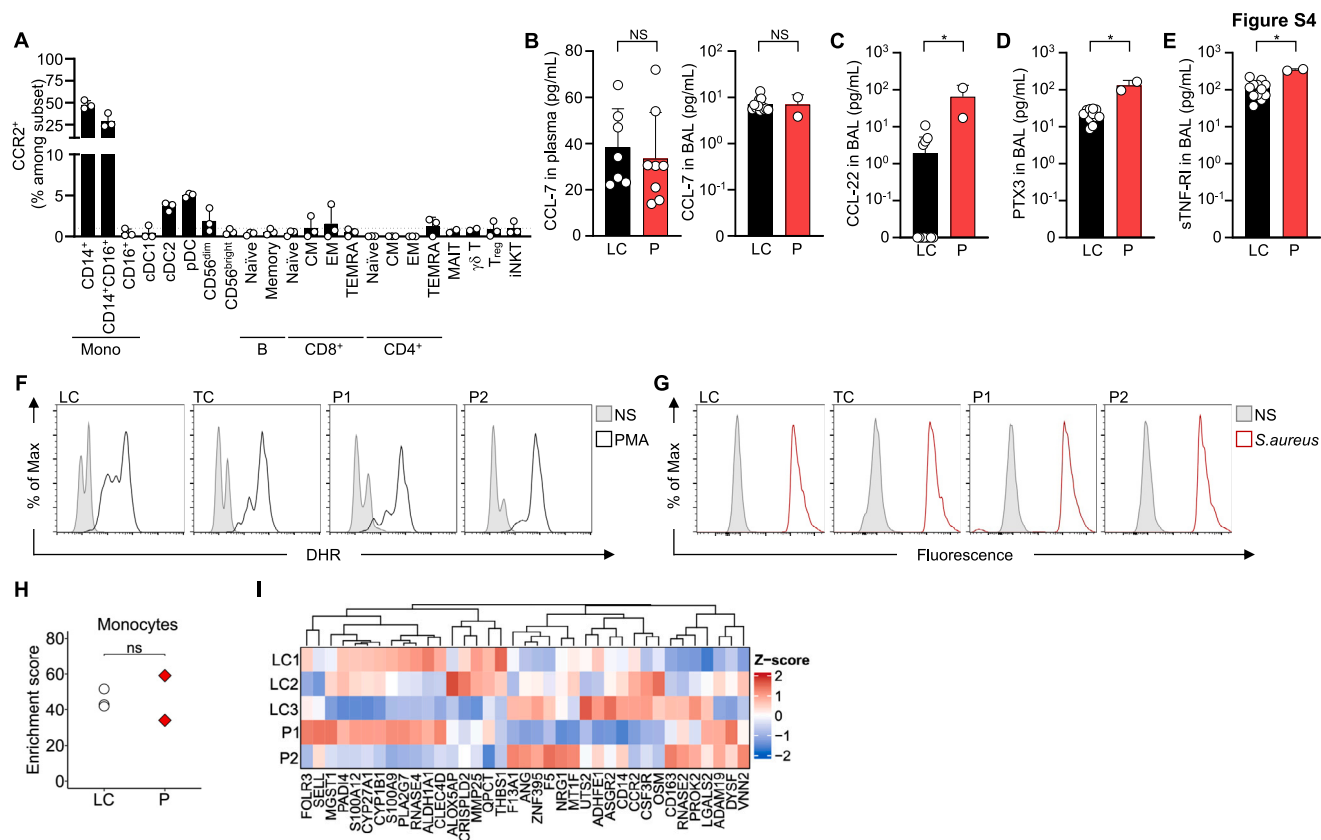 Figure S4
A
CCR2⁺
(% among subset)
100
75
50
25
10
5
0
CD14⁺
CD14⁺CD16⁺
CD16⁺
cDC1
cDC2
pDC
CD56ᵈⁱᵐ
CD56ᵇʳⁱᵍʰᵗ
Naïve
Memory
Naïve
CM
EM
TEMRA
Naïve
CM
EM
TEMRA
MAIT
γδ T
Treg
iNKT
Mono
B
CD8⁺
CD4⁺
B
NS
CCL-7 in plasma (pg/mL)
80
60
40
20
0
LC
P
NS
CCL-7 in BAL (pg/mL)
10²
10¹
10⁰
10⁻¹
0
LC
P
C
*
CCL-22 in BAL (pg/mL)
10³
10²
10¹
10⁰
10⁻¹
0
LC
P
D
*
PTX3 in BAL (pg/mL)
10³
10²
10¹
10⁰
10⁻¹
0
LC
P
E
*
sTNF-RI in BAL (pg/mL)
10³
10²
10¹
10⁰
10⁻¹
0
LC
P
F
LC
TC
P1
P2
NS
PMA
% of Max
DHR
G
LC
TC
P1
P2
NS
S.aureus
% of Max
Fluorescence
H
Monocytes
ns
Enrichment score
80
60
40
20
0
LC
P
I
LC1
LC2
LC3
P1
P2
Z-score
2
1
0
-1
-2
FOLR3
SELL
MGST1
PADI4
S100A12
CYP27A1
CYP1B1
S100A9
PLA2G7
RNASE4
ALDH1A1
CLEC4D
ALOX5AP
CRISPLD2
MMP25
QPCT
THBS1
F13A1
ANG
ZNF395
F5
NRG1
MT1F
UTS2
ADHFE1
ASGR2
CD14
CCR2
CSF3R
OSM
CD163
RNASE2
PROK2
LGALS2
ADAM19
DYSF
VNN2